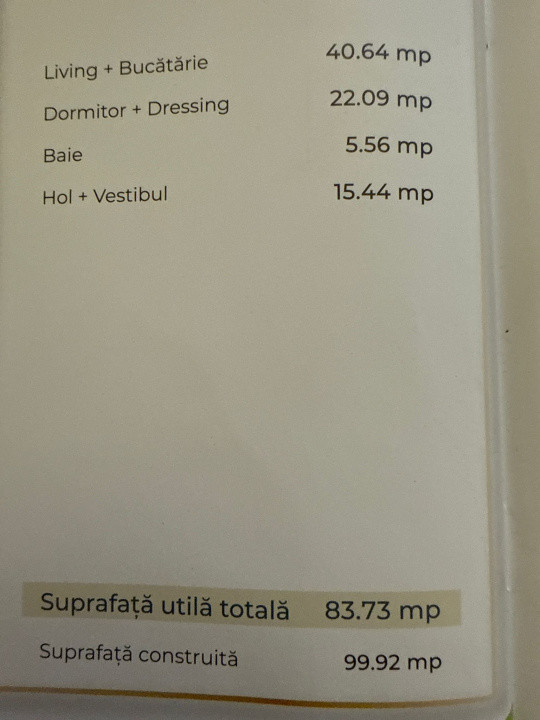 Living + Bucătărie 40.64 mp
Dormitor + Dressing 22.09 mp
Baie 5.56 mp
Hol + Vestibul 15.44 mp
Suprafață utilă totală 83.73 mp
Suprafață construită 99.92 mp